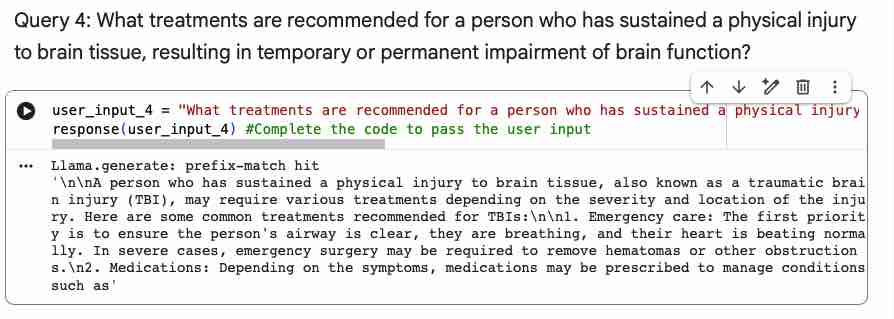 Query 4: What treatments are recommended for a person who has sustained a physical injury
to brain tissue, resulting in temporary or permanent impairment of brain function?
user_input_4 = "What treatments are recommended for a person who has sustained a physical injury
response(user_input_4) #Complete the code to pass the user input
Llama.generate: prefix-match hit
'\n\nA person who has sustained a physical injury to brain tissue, also known as a traumatic brai
n injury (TBI), may require various treatments depending on the severity and location of the inju
ry. Here are some common treatments recommended for TBIs:\n\n1. Emergency care: The first priorit
y is to ensure the person's airway is clear, they are breathing, and their heart is beating norma
lly. In severe cases, emergency surgery may be required to remove hematomas or other obstruction
s.\n2. Medications: Depending on the symptoms, medications may be prescribed to manage conditions
such as'